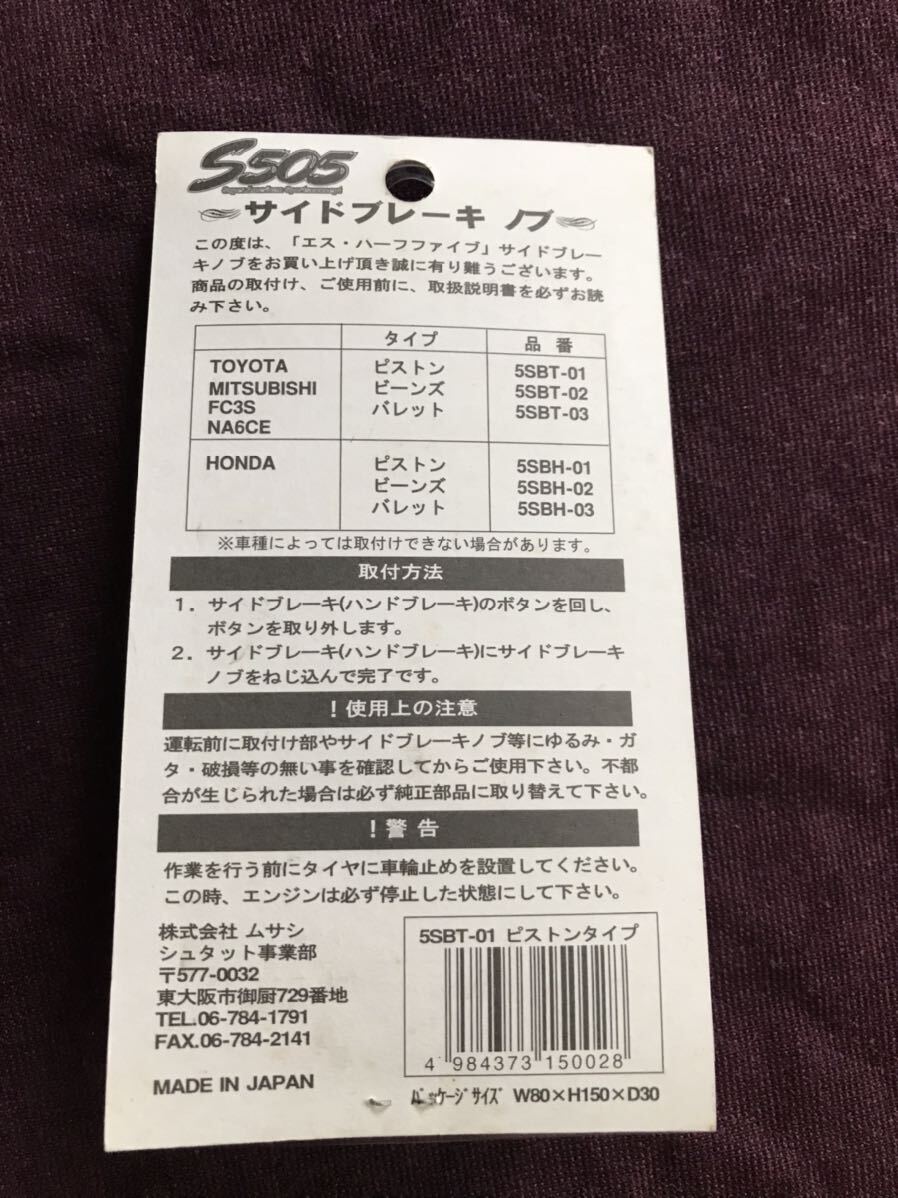 S505
サイドブレーキ ノブ
この度は、「エス・ハーフファイブ」サイドブレー
キノブをお買い上げ頂き誠に有り難うございます。
商品の取付け、ご使用前に、取扱説明書を必ずお読
み下さい。
タイプ 品番
TOYOTA ピストン 5SBT-01
MITSUBISHI ビーンズ 5SBT-02
FC3S バレット 5SBT-03
NA6CE
HONDA ピストン 5SBH-01
ビーンズ 5SBH-02
バレット 5SBH-03
※車種によっては取付けできない場合があります。
取付方法
1．サイドブレーキ(ハンドブレーキ)のボタンを回し、
ボタンを取り外します。
2．サイドブレーキ(ハンドブレーキ)にサイドブレーキ
ノブをねじ込んで完了です。
！使用上の注意
運転前に取付け部やサイドブレーキノブ等にゆるみ・ガ
タ・破損等の無い事を確認してからご使用下さい。不都
合が生じられた場合は必ず純正部品に取り替えて下さい。
！警告
作業を行う前にタイヤに車輪止めを設置してください。
この時、エンジンは必ず停止した状態にして下さい。
株式会社 ムサシ
シュタット事業部
〒577-0032
東大阪市御厨729番地
TEL.06-784-1791
FAX.06-784-2141
MADE IN JAPAN
5SBT-01 ピストンタイプ
4 984373 150028
ﾊﾟｯｹｰｼﾞｻｲｽﾞ W80×H150×D30